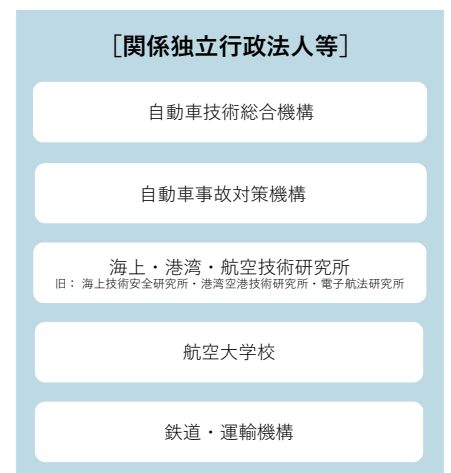 ［関係独立行政法人等］
自動車技術総合機構
自動車事故対策機構
海上・港湾・航空技術研究所
旧： 海上技術安全研究所・港湾空港技術研究所・電子航法研究所
航空大学校
鉄道・運輸機構